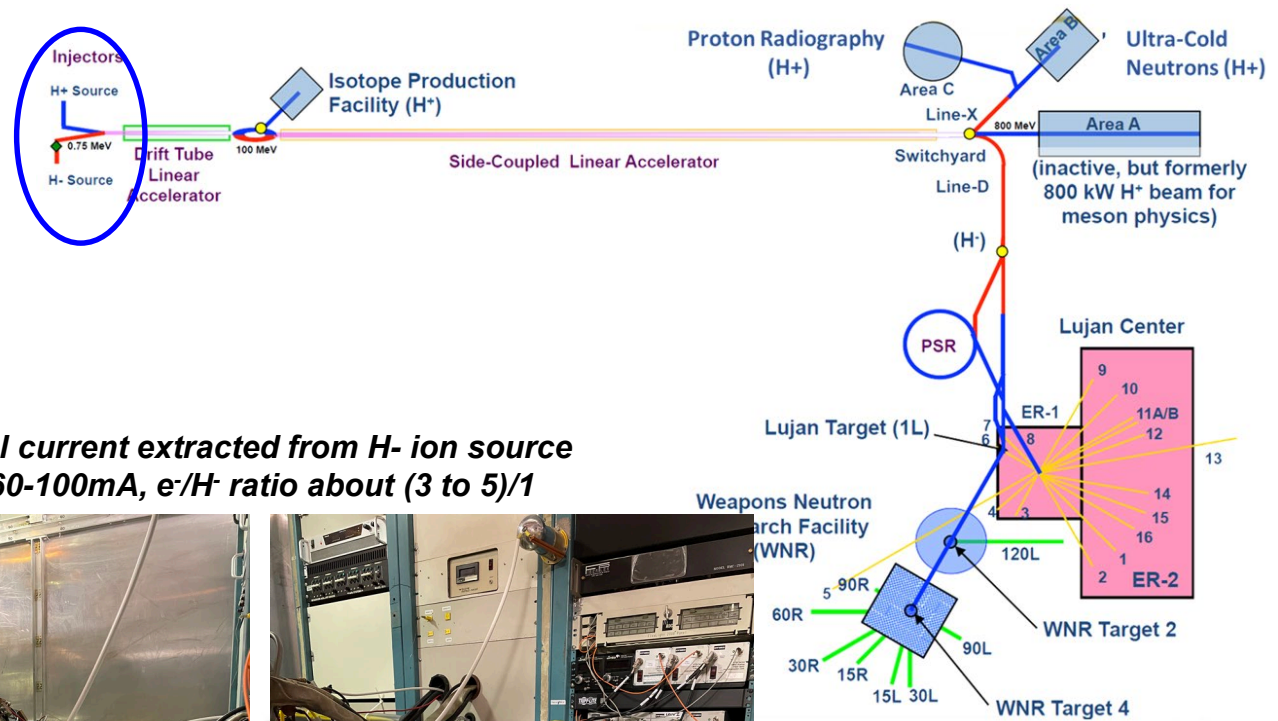 Injectors
H+ Source
0.75 MeV
H- Source
Drift Tube
Linear
Accelerator
100 MeV
Isotope Production
Facility (H⁺)
Side-Coupled Linear Accelerator
Proton Radiography
(H+)
Area C
Area B
Ultra-Cold
Neutrons (H+)
Line-X
800 MeV
Area A
Switchyard
Line-D
(inactive, but formerly
800 kW H⁺ beam for
meson physics)
(H⁻)
PSR
Lujan Center
9
10
11A/B
12
13
ER-1
7
6
8
Lujan Target (1L)
4
3
14
15
16
1
2
ER-2
l current extracted from H- ion source
60-100mA, e⁻/H⁻ ratio about (3 to 5)/1
Weapons Neutron
arch Facility
(WNR)
120L
5
90R
60R
30R
15R
15L
30L
90L
WNR Target 2
WNR Target 4